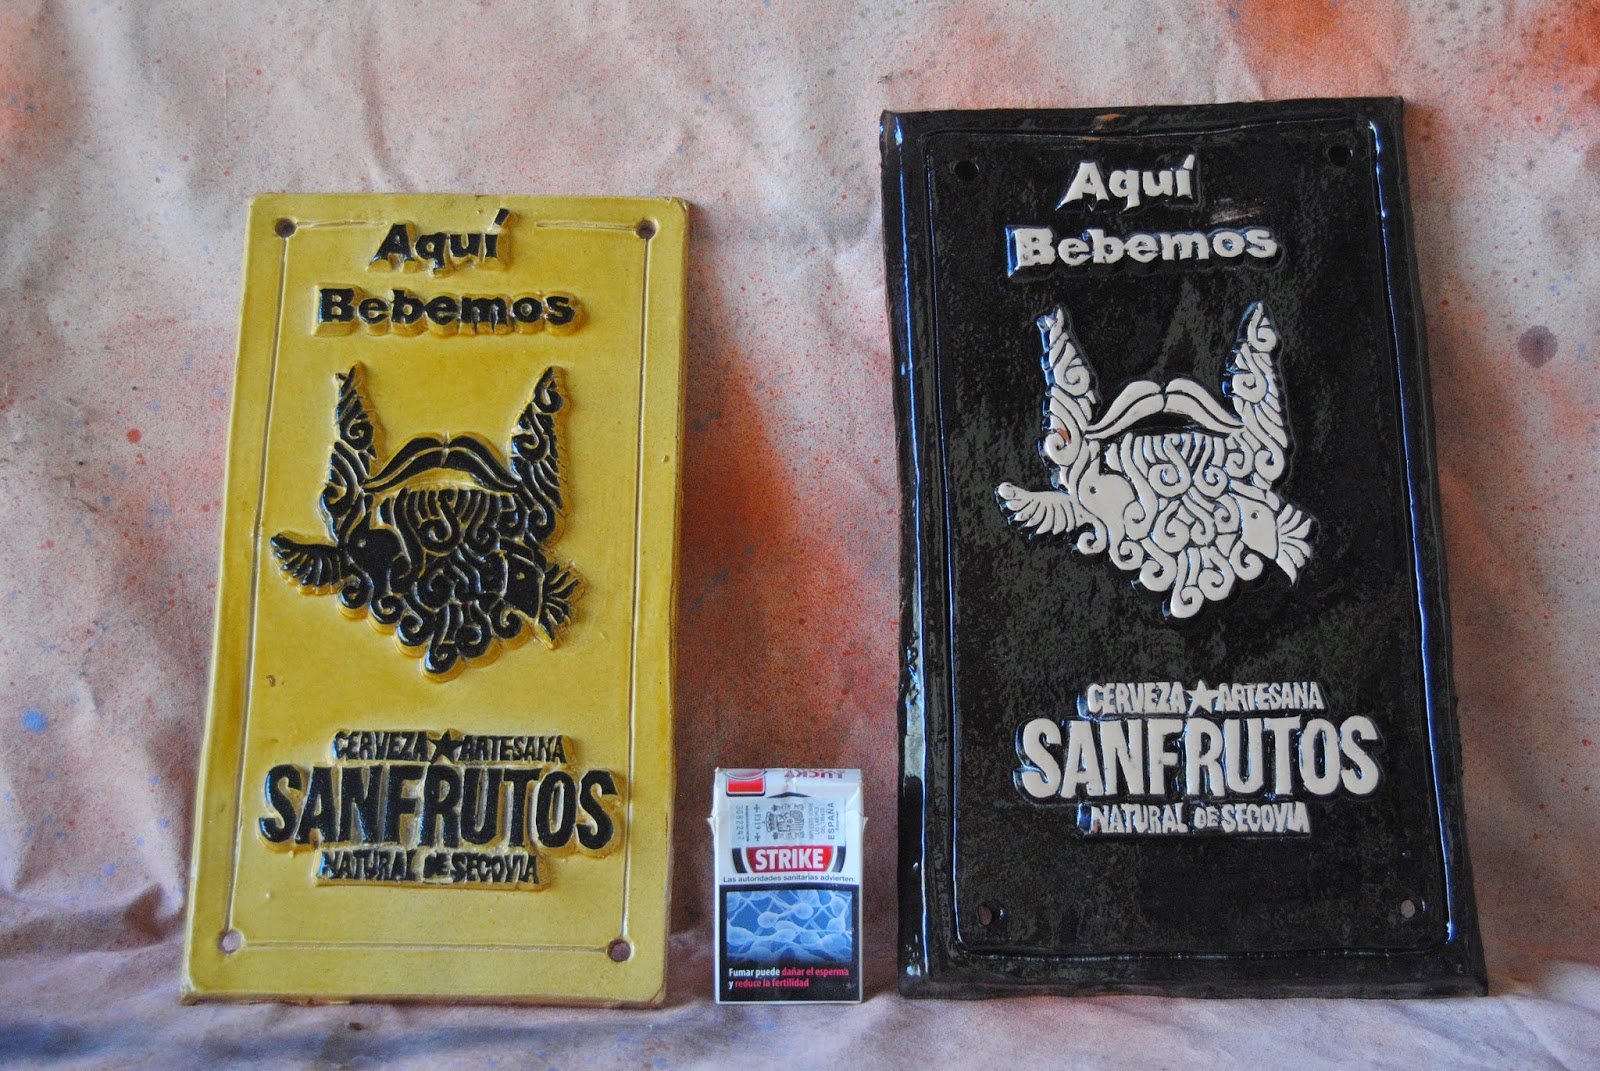 Aquí
Bebemos
CERVEZA★ARTESANA
SANFRUTOS
NATURAL DE SEGOVIA
Aquí
Bebemos
CERVEZA★ARTESANA
SANFRUTOS
NATURAL DE SEGOVIA
ESPAÑA
STRIKE
Las autoridades sanitarias advierten:
Fumar puede dañar el esperma
y reduce la fertilidad